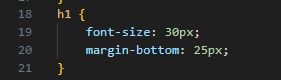 18 h1 {
19 font-size: 30px;
20 margin-bottom: 25px;
21 }